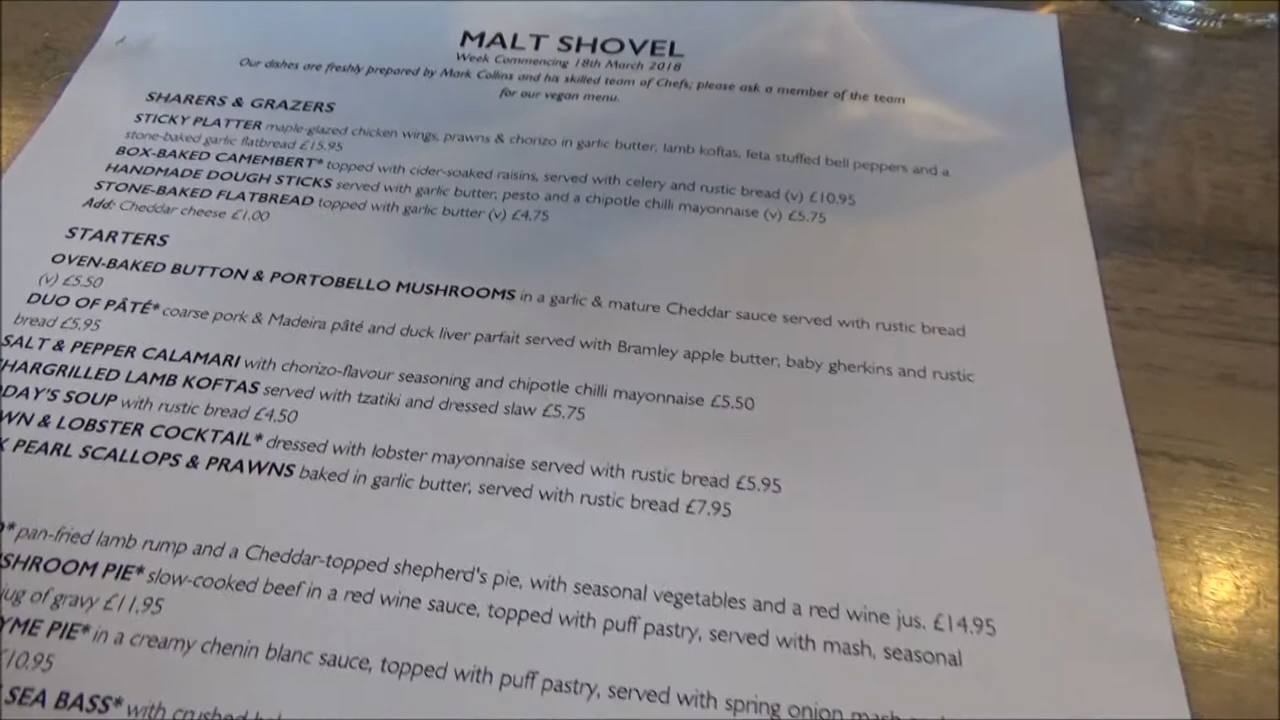 MALT SHOVEL
Week Commencing 18th March 2018
Our dishes are freshly prepared by Mark Collins and his skilled team of Chefs; please ask a member of the team
for our vegan menu.
SHARERS & GRAZERS
STICKY PLATTER maple-glazed chicken wings, prawns & chorizo in garlic butter, lamb koftas, feta stuffed bell peppers and a
stone-baked garlic flatbread £15.95
BOX-BAKED CAMEMBERT* topped with cider-soaked raisins, served with celery and rustic bread (v) £10.95
HANDMADE DOUGH STICKS served with garlic butter, pesto and a chipotle chilli mayonnaise (v) £5.75
STONE-BAKED FLATBREAD topped with garlic butter (v) £4.75
Add: Cheddar cheese £1.00
STARTERS
OVEN-BAKED BUTTON & PORTOBELLO MUSHROOMS in a garlic & mature Cheddar sauce served with rustic bread
(v) £5.50
DUO OF PÂTÉ* coarse pork & Madeira pâté and duck liver parfait served with Bramley apple butter, baby gherkins and rustic
bread £5.95
SALT & PEPPER CALAMARI with chorizo-flavour seasoning and chipotle chilli mayonnaise £5.50
HARGRILLED LAMB KOFTAS served with tzatiki and dressed slaw £5.75
DAY'S SOUP with rustic bread £4.50
WN & LOBSTER COCKTAIL* dressed with lobster mayonnaise served with rustic bread £5.95
K PEARL SCALLOPS & PRAWNS baked in garlic butter, served with rustic bread £7.95
* pan-fried lamb rump and a Cheddar-topped shepherd's pie, with seasonal vegetables and a red wine jus. £14.95
SHROOM PIE* slow-cooked beef in a red wine sauce, topped with puff pastry, served with mash, seasonal
jug of gravy £11.95
YME PIE* in a creamy chenin blanc sauce, topped with puff pastry, served with spring onion mash
£10.95
SEA BASS* with crushed